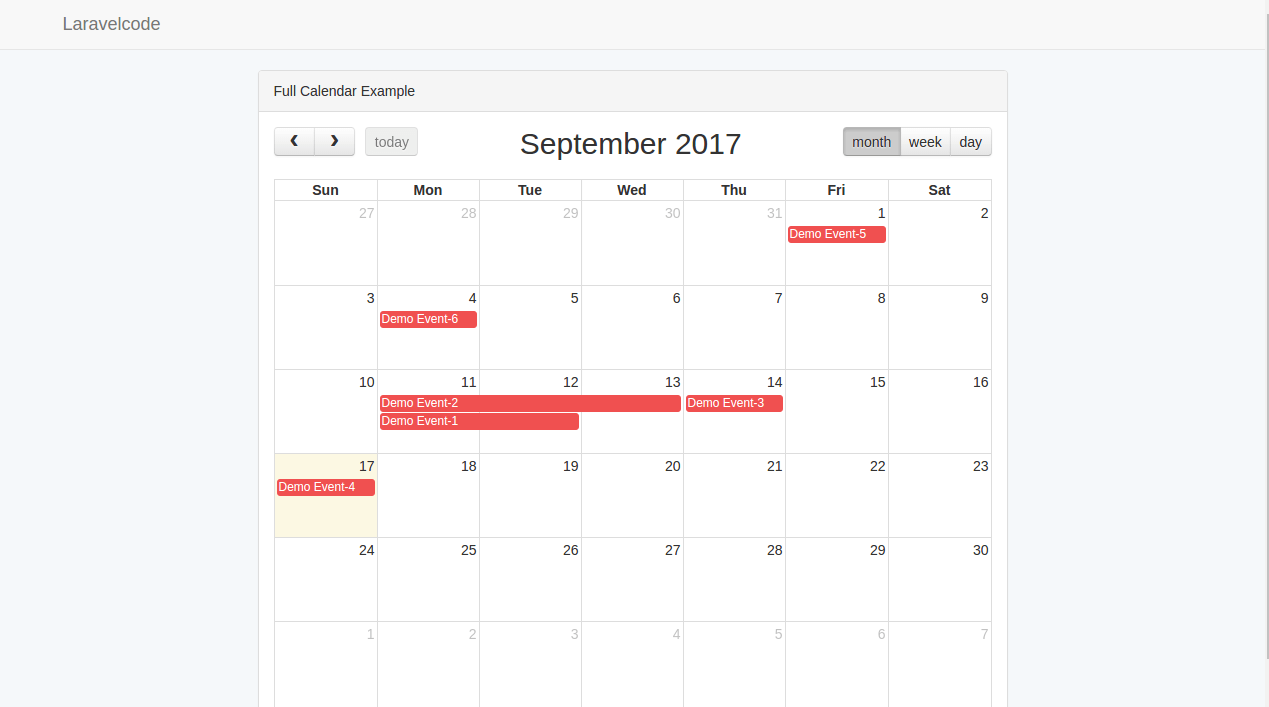 Laravelcode
Full Calendar Example
‹ › today September 2017 month week day
Sun Mon Tue Wed Thu Fri Sat
27 28 29 30 31 1 2
Demo Event-5
3 4 5 6 7 8 9
Demo Event-6
10 11 12 13 14 15 16
Demo Event-2 Demo Event-3
Demo Event-1
17 18 19 20 21 22 23
Demo Event-4
24 25 26 27 28 29 30
1 2 3 4 5 6 7